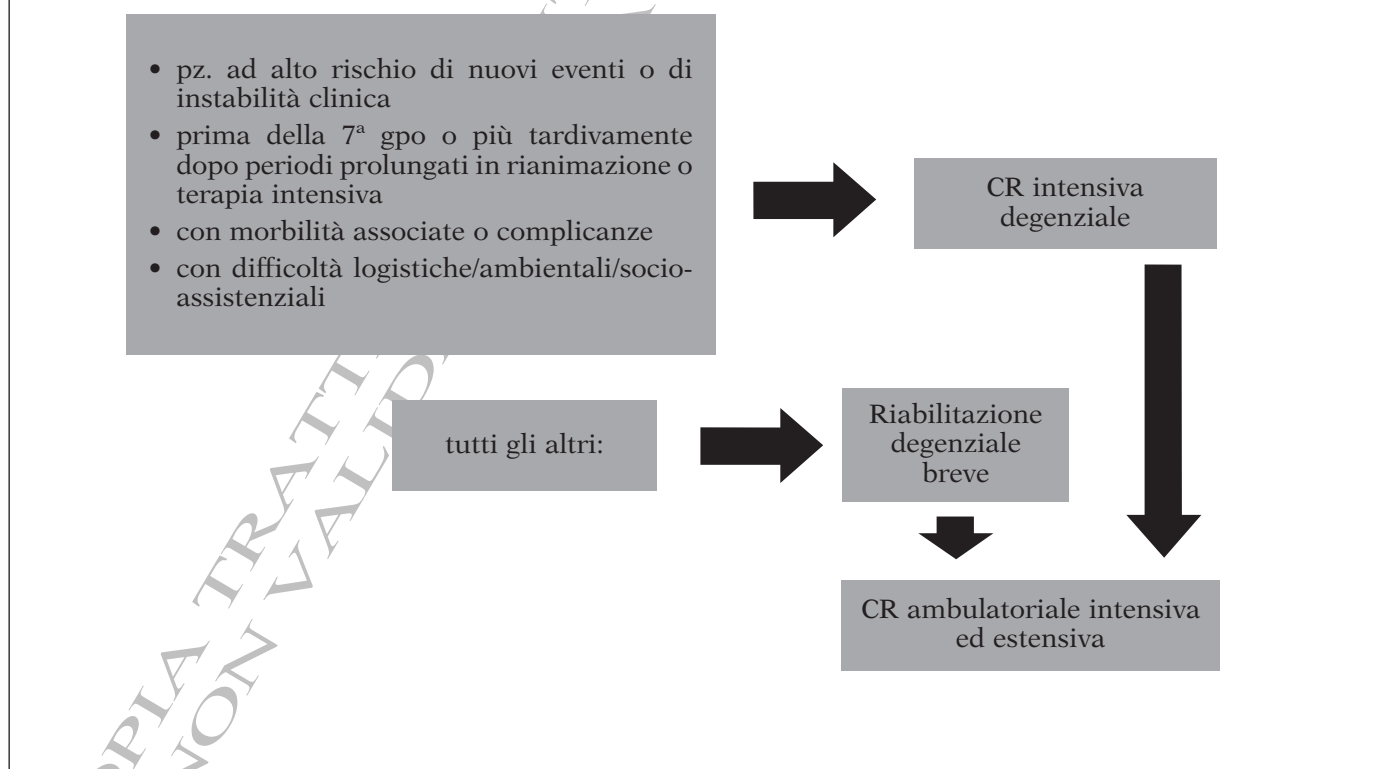 • pz. ad alto rischio di nuovi eventi o di
instabilità clinica
• prima della 7ª gpo o più tardivamente
dopo periodi prolungati in rianimazione o
terapia intensiva
• con morbilità associate o complicanze
• con difficoltà logistiche/ambientali/socio-
assistenziali
CR intensiva
degenziale
tutti gli altri:
Riabilitazione
degenziale
breve
CR ambulatoriale intensiva
ed estensiva